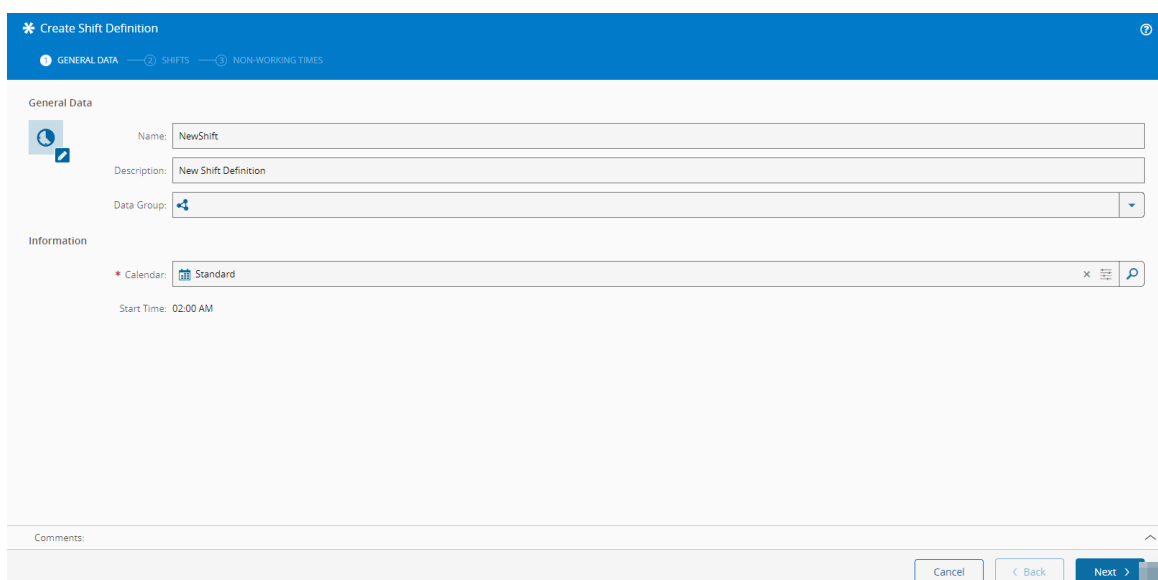 Create Shift Definition
1 GENERAL DATA 2 SHIFTS 3 NON-WORKING TIMES
General Data
Name: NewShift
Description: New Shift Definition
Data Group:
Information
* Calendar: Standard
Start Time: 02:00 AM
Comments:
Cancel < Back Next >